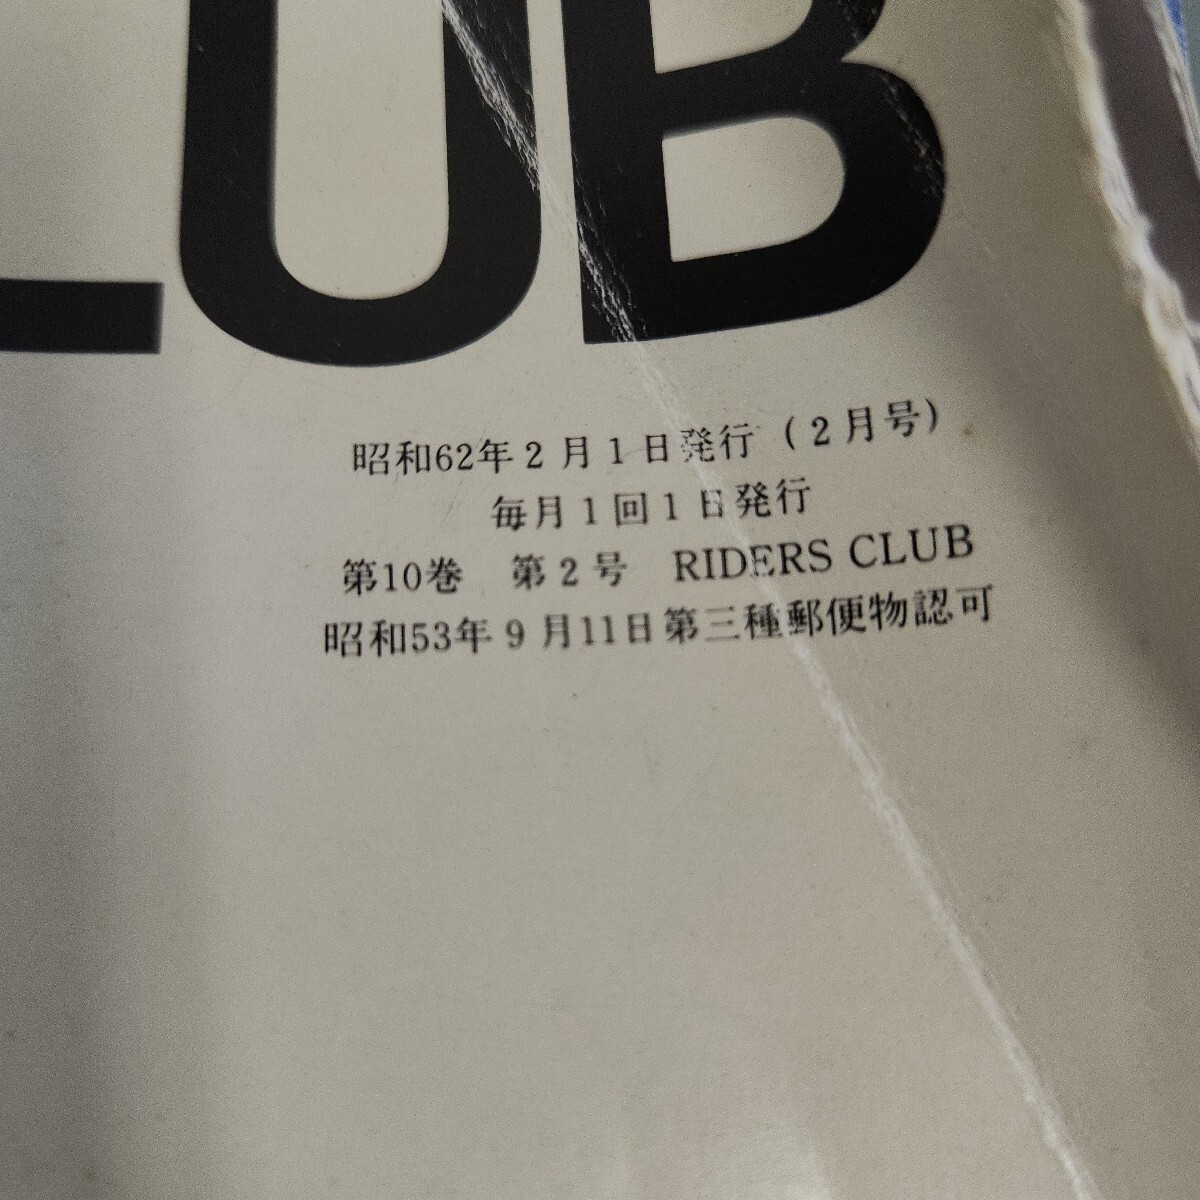 LUB
昭和62年2月1日発行(2月号)
毎月1回1日発行
第10巻 第2号 RIDERS CLUB
昭和53年9月11日第三種郵便物認可